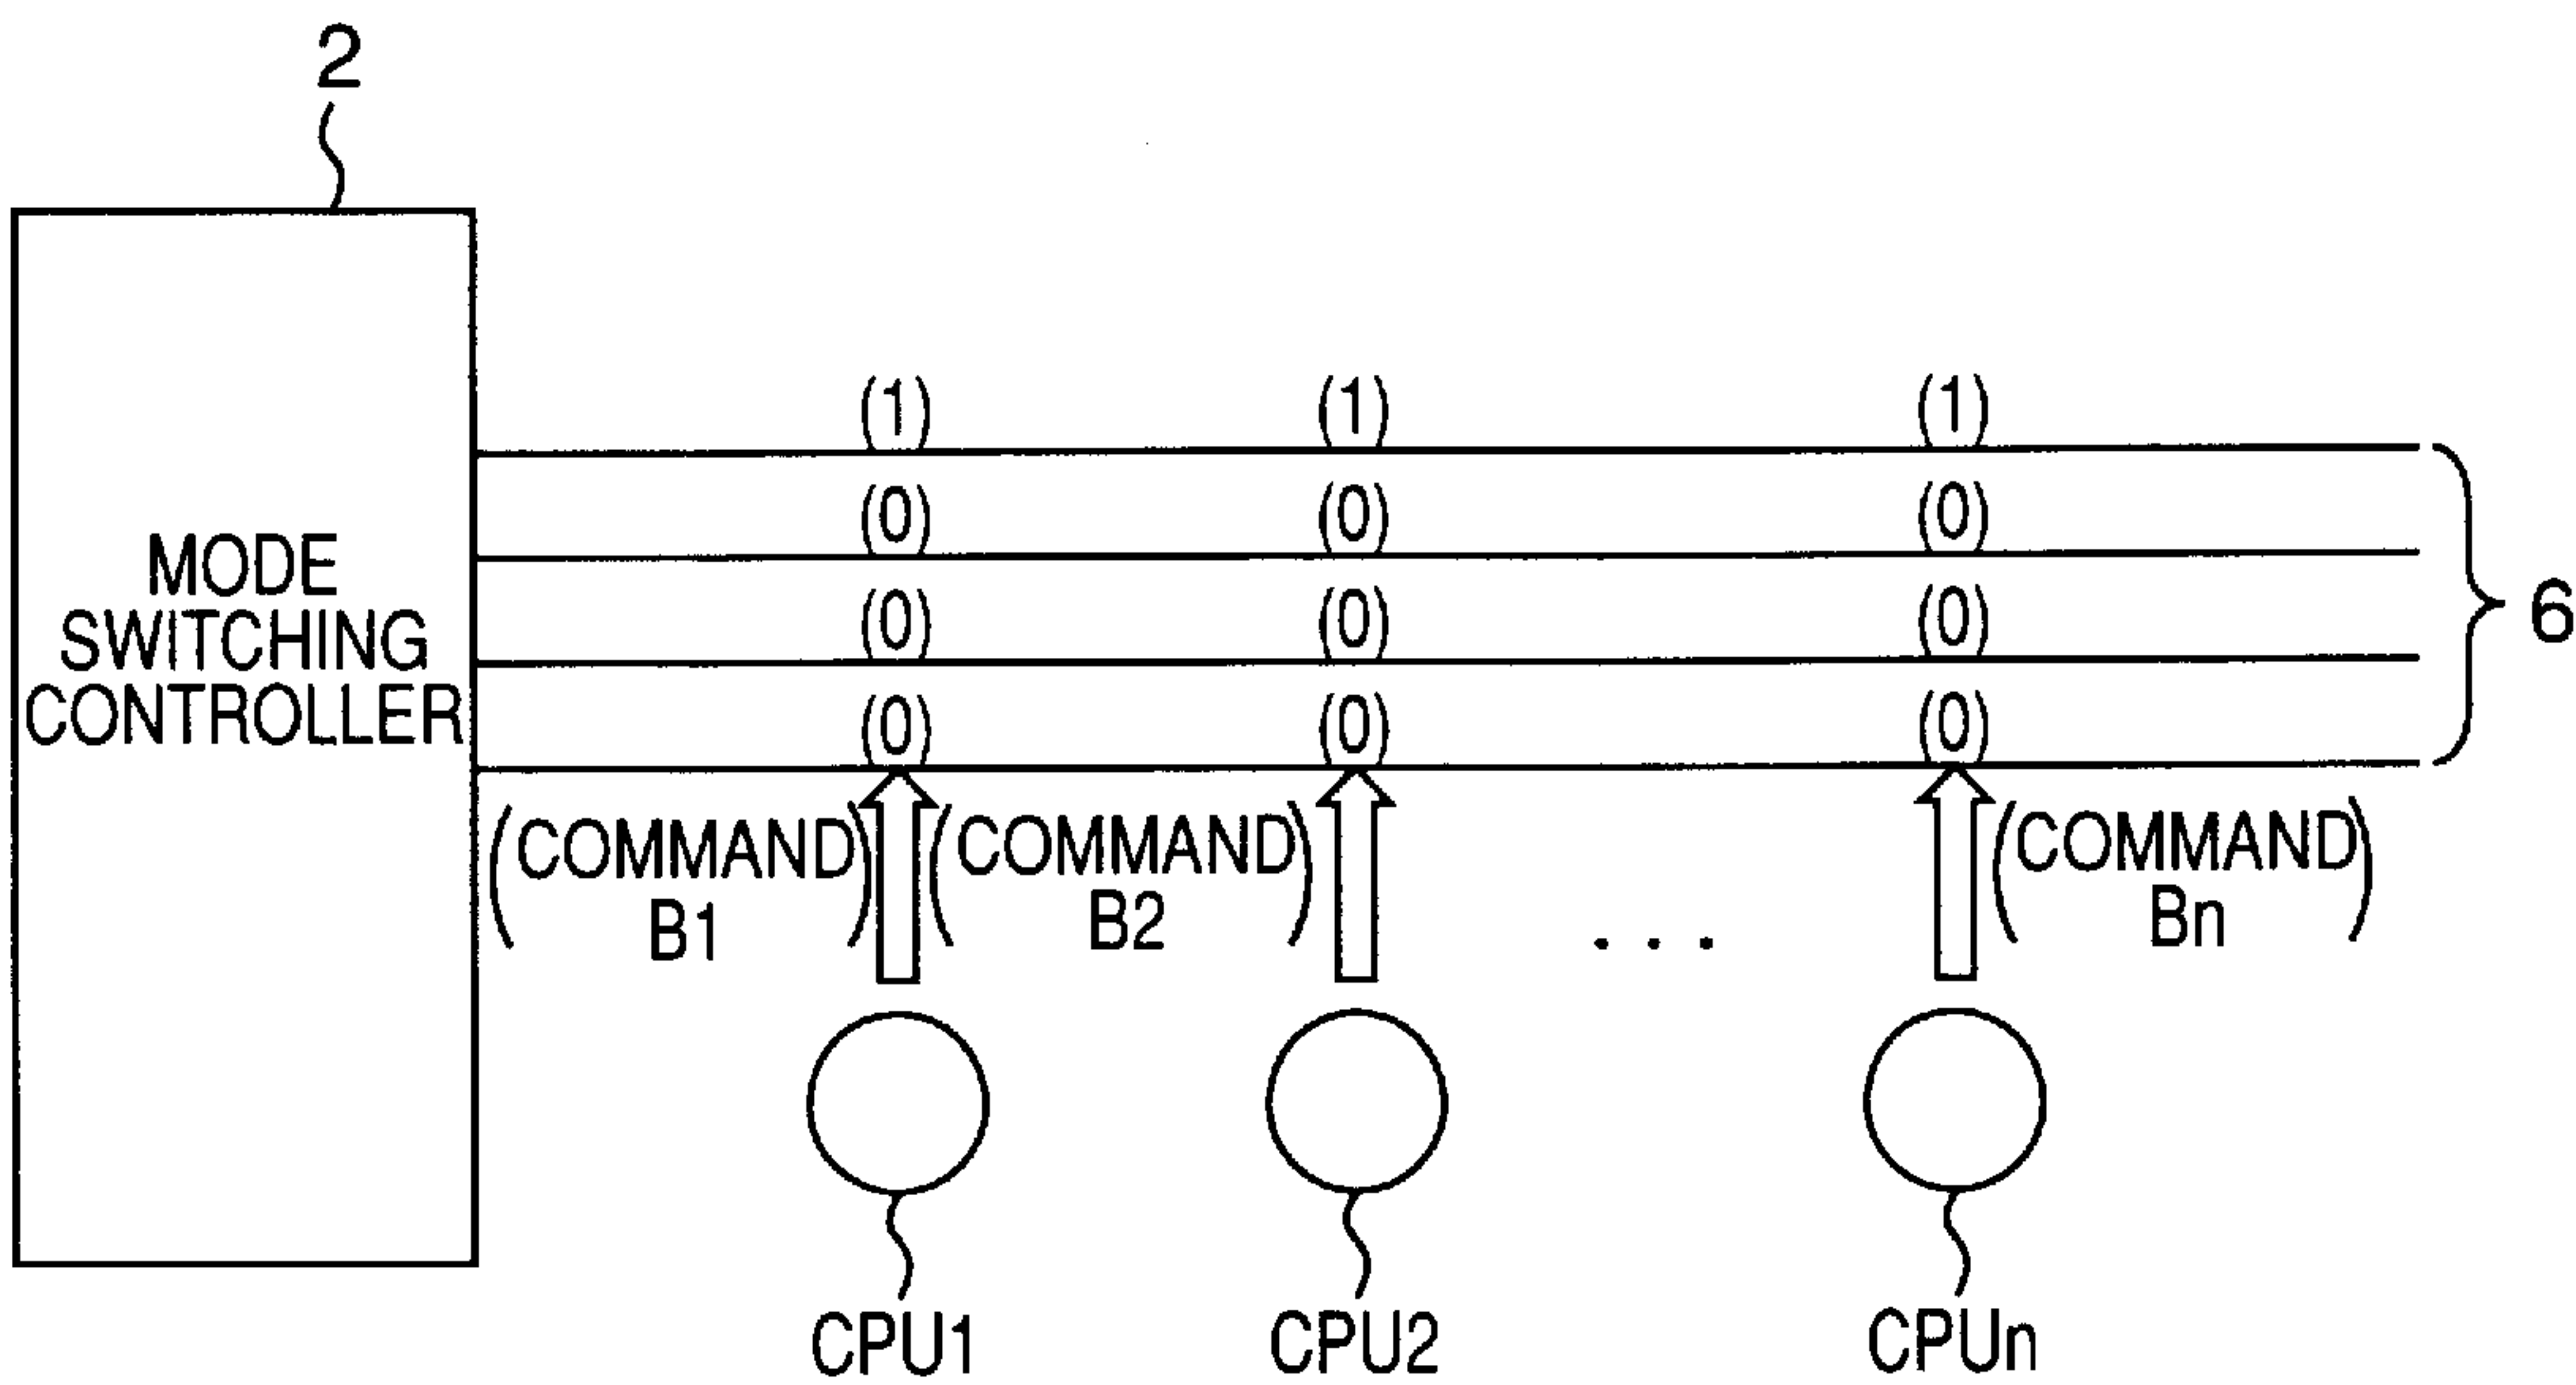 2
(1) (1) (1)
(0) (0) (0)
(0) (0) (0)
(0) (0) (0)
6
MODE
SWITCHING
CONTROLLER
(COMMAND B1)
(COMMAND B2)
. . .
(COMMAND Bn)
CPU1 CPU2 CPUn